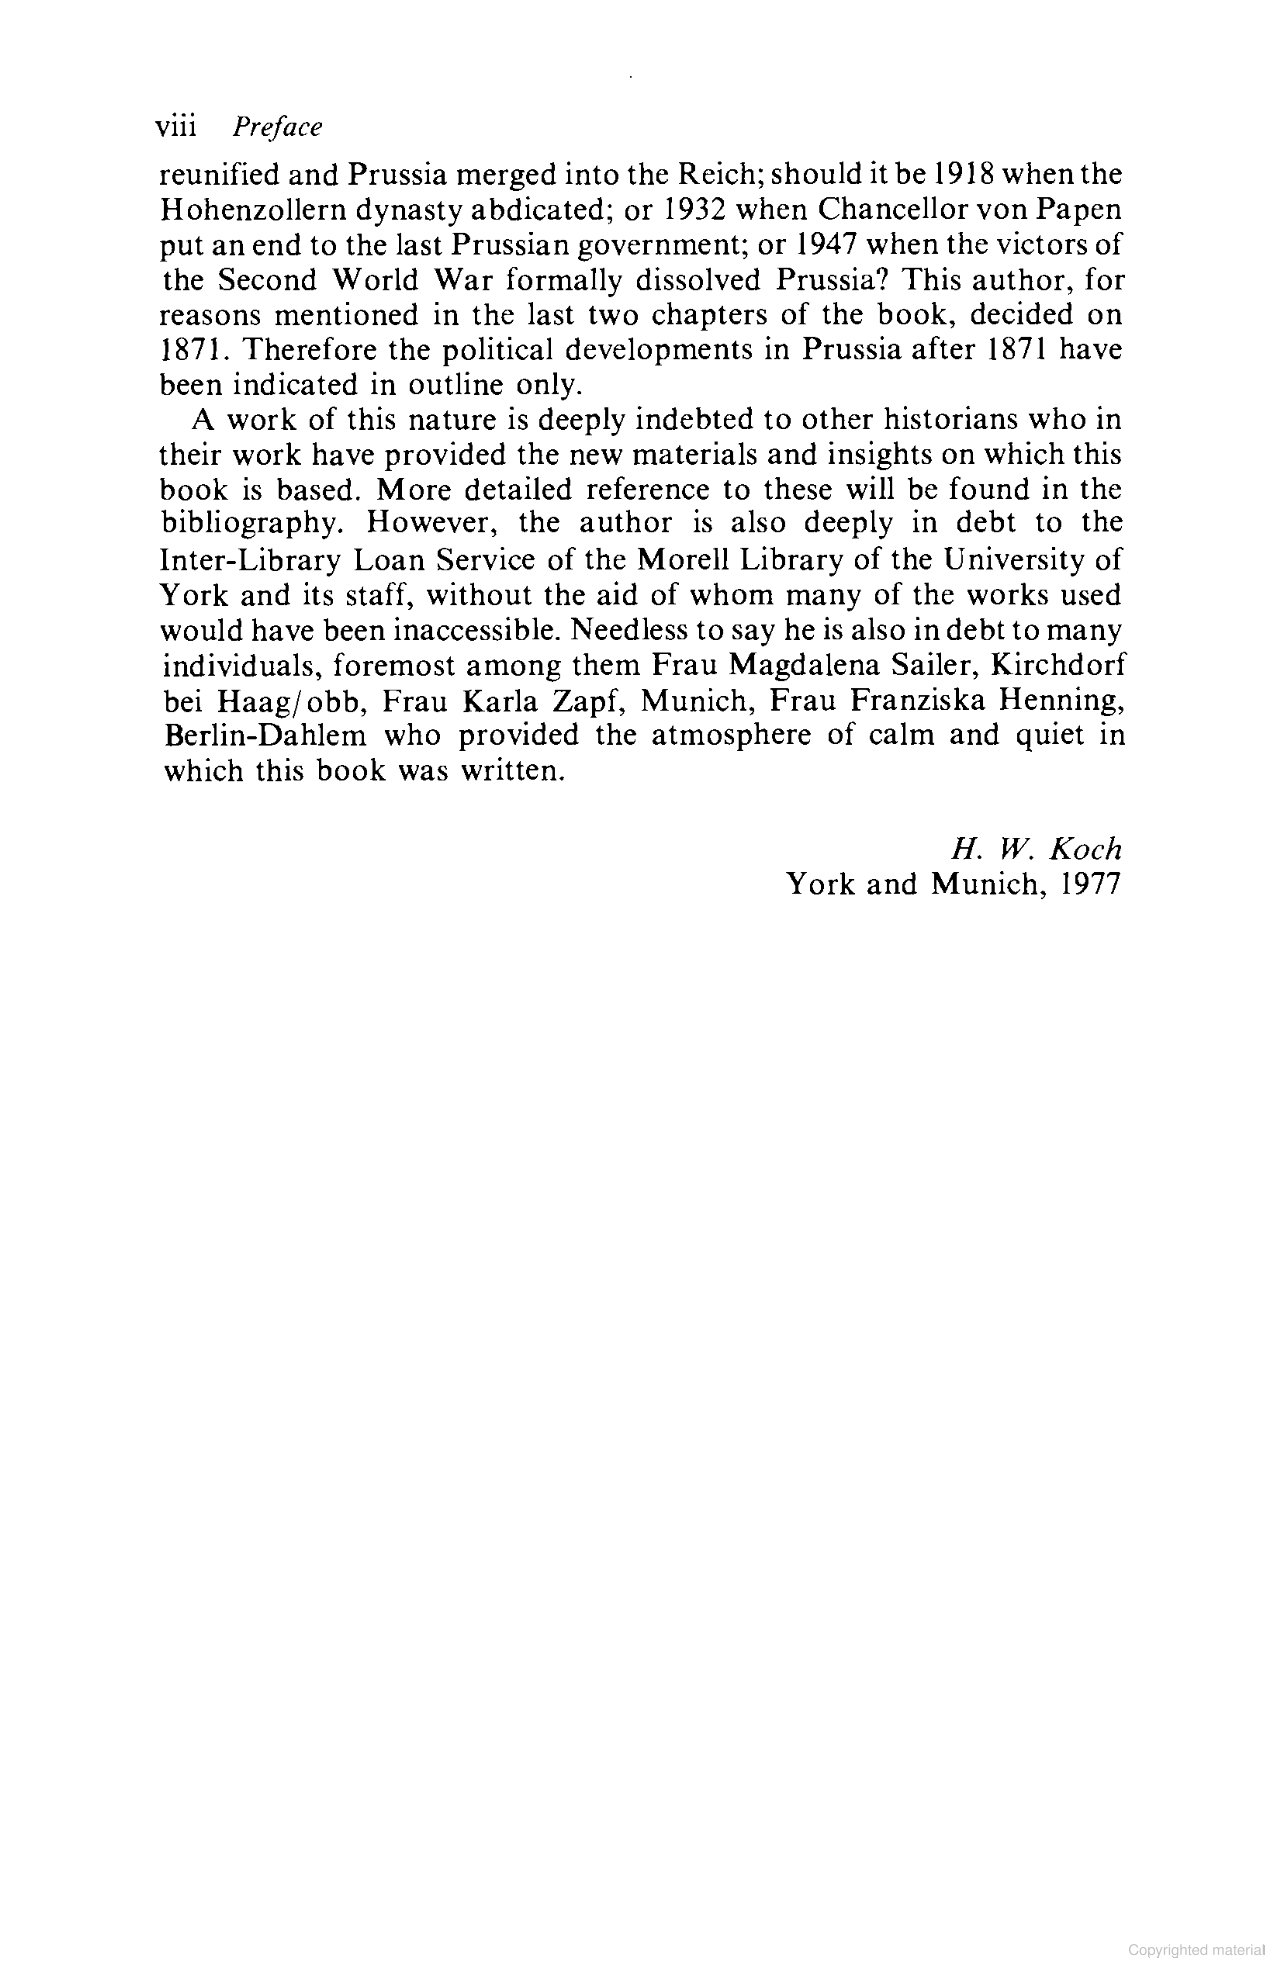 viii Preface
reunified and Prussia merged into the Reich; should it be 1918 when the
Hohenzollern dynasty abdicated; or 1932 when Chancellor von Papen
put an end to the last Prussian government; or 1947 when the victors of
the Second World War formally dissolved Prussia? This author, for
reasons mentioned in the last two chapters of the book, decided on
1871. Therefore the political developments in Prussia after 1871 have
been indicated in outline only.
A work of this nature is deeply indebted to other historians who in
their work have provided the new materials and insights on which this
book is based. More detailed reference to these will be found in the
bibliography. However, the author is also deeply in debt to the
Inter-Library Loan Service of the Morell Library of the University of
York and its staff, without the aid of whom many of the works used
would have been inaccessible. Needless to say he is also in debt to many
individuals, foremost among them Frau Magdalena Sailer, Kirchdorf
bei Haag/obb, Frau Karla Zapf, Munich, Frau Franziska Henning,
Berlin-Dahlem who provided the atmosphere of calm and quiet in
which this book was written.
H. W. Koch
York and Munich, 1977
Copyrighted material